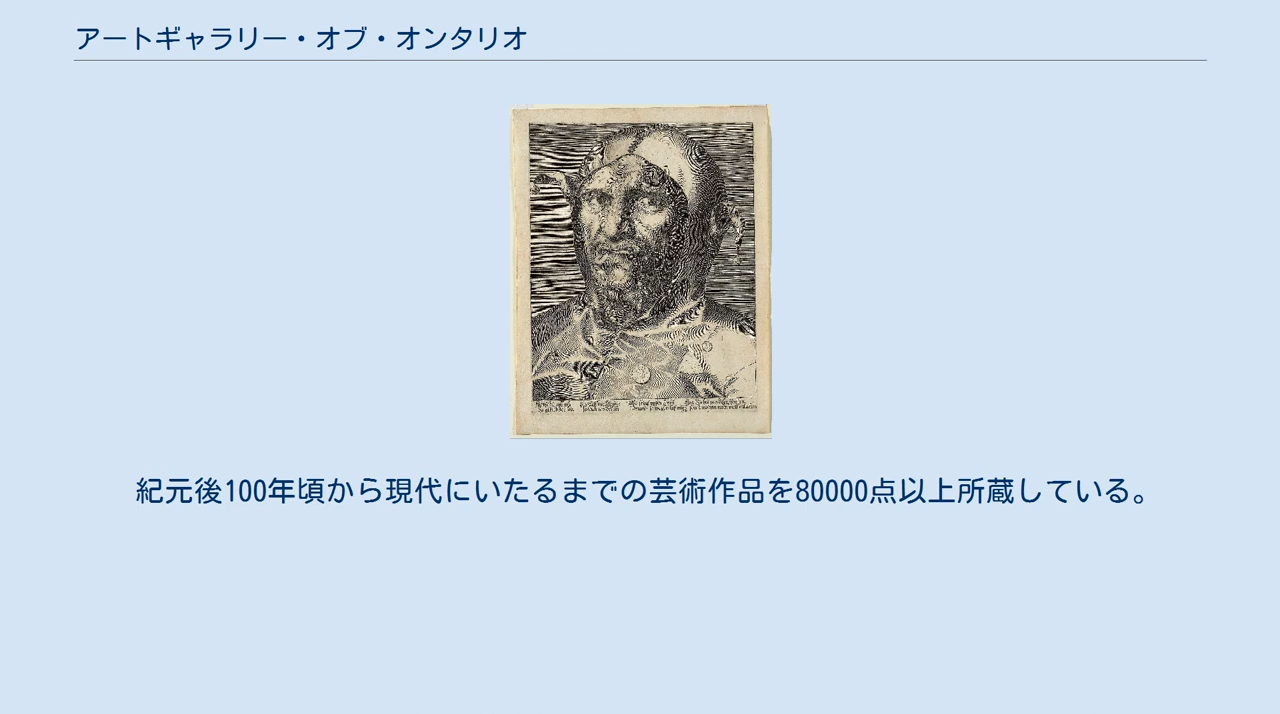 アートギャラリー・オブ・オンタリオ
紀元後100年頃から現代にいたるまでの芸術作品を80000点以上所蔵している。